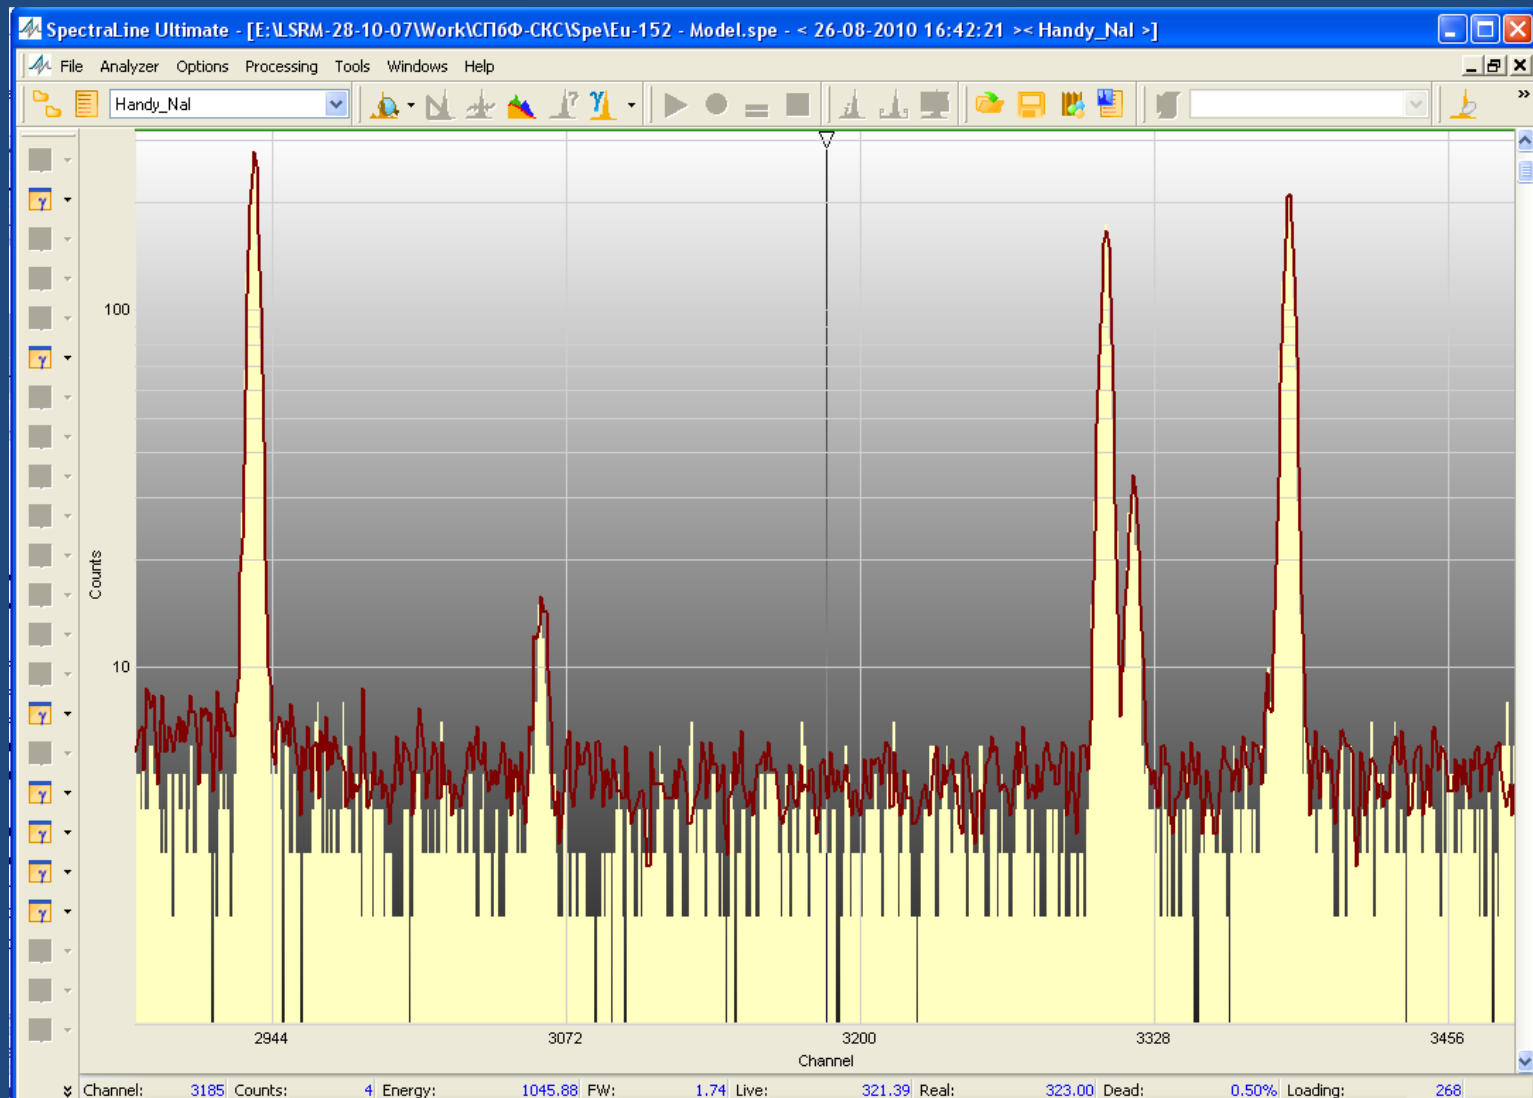 SpectraLine Ultimate - [E:\LSRM-28-10-07\Work\СПбФ-СКС\Spe\Eu-152 - Model.spe - < 26-08-2010 16:42:21 >< Handy_NaI >]
File Analyzer Options Processing Tools Windows Help
Handy_NaI
100
10
Counts
2944 3072 3200 3328 3456
Channel
Channel: 3185 Counts: 4 Energy: 1045.88 FW: 1.74 Live: 321.39 Real: 323.00 Dead: 0.50% Loading: 268